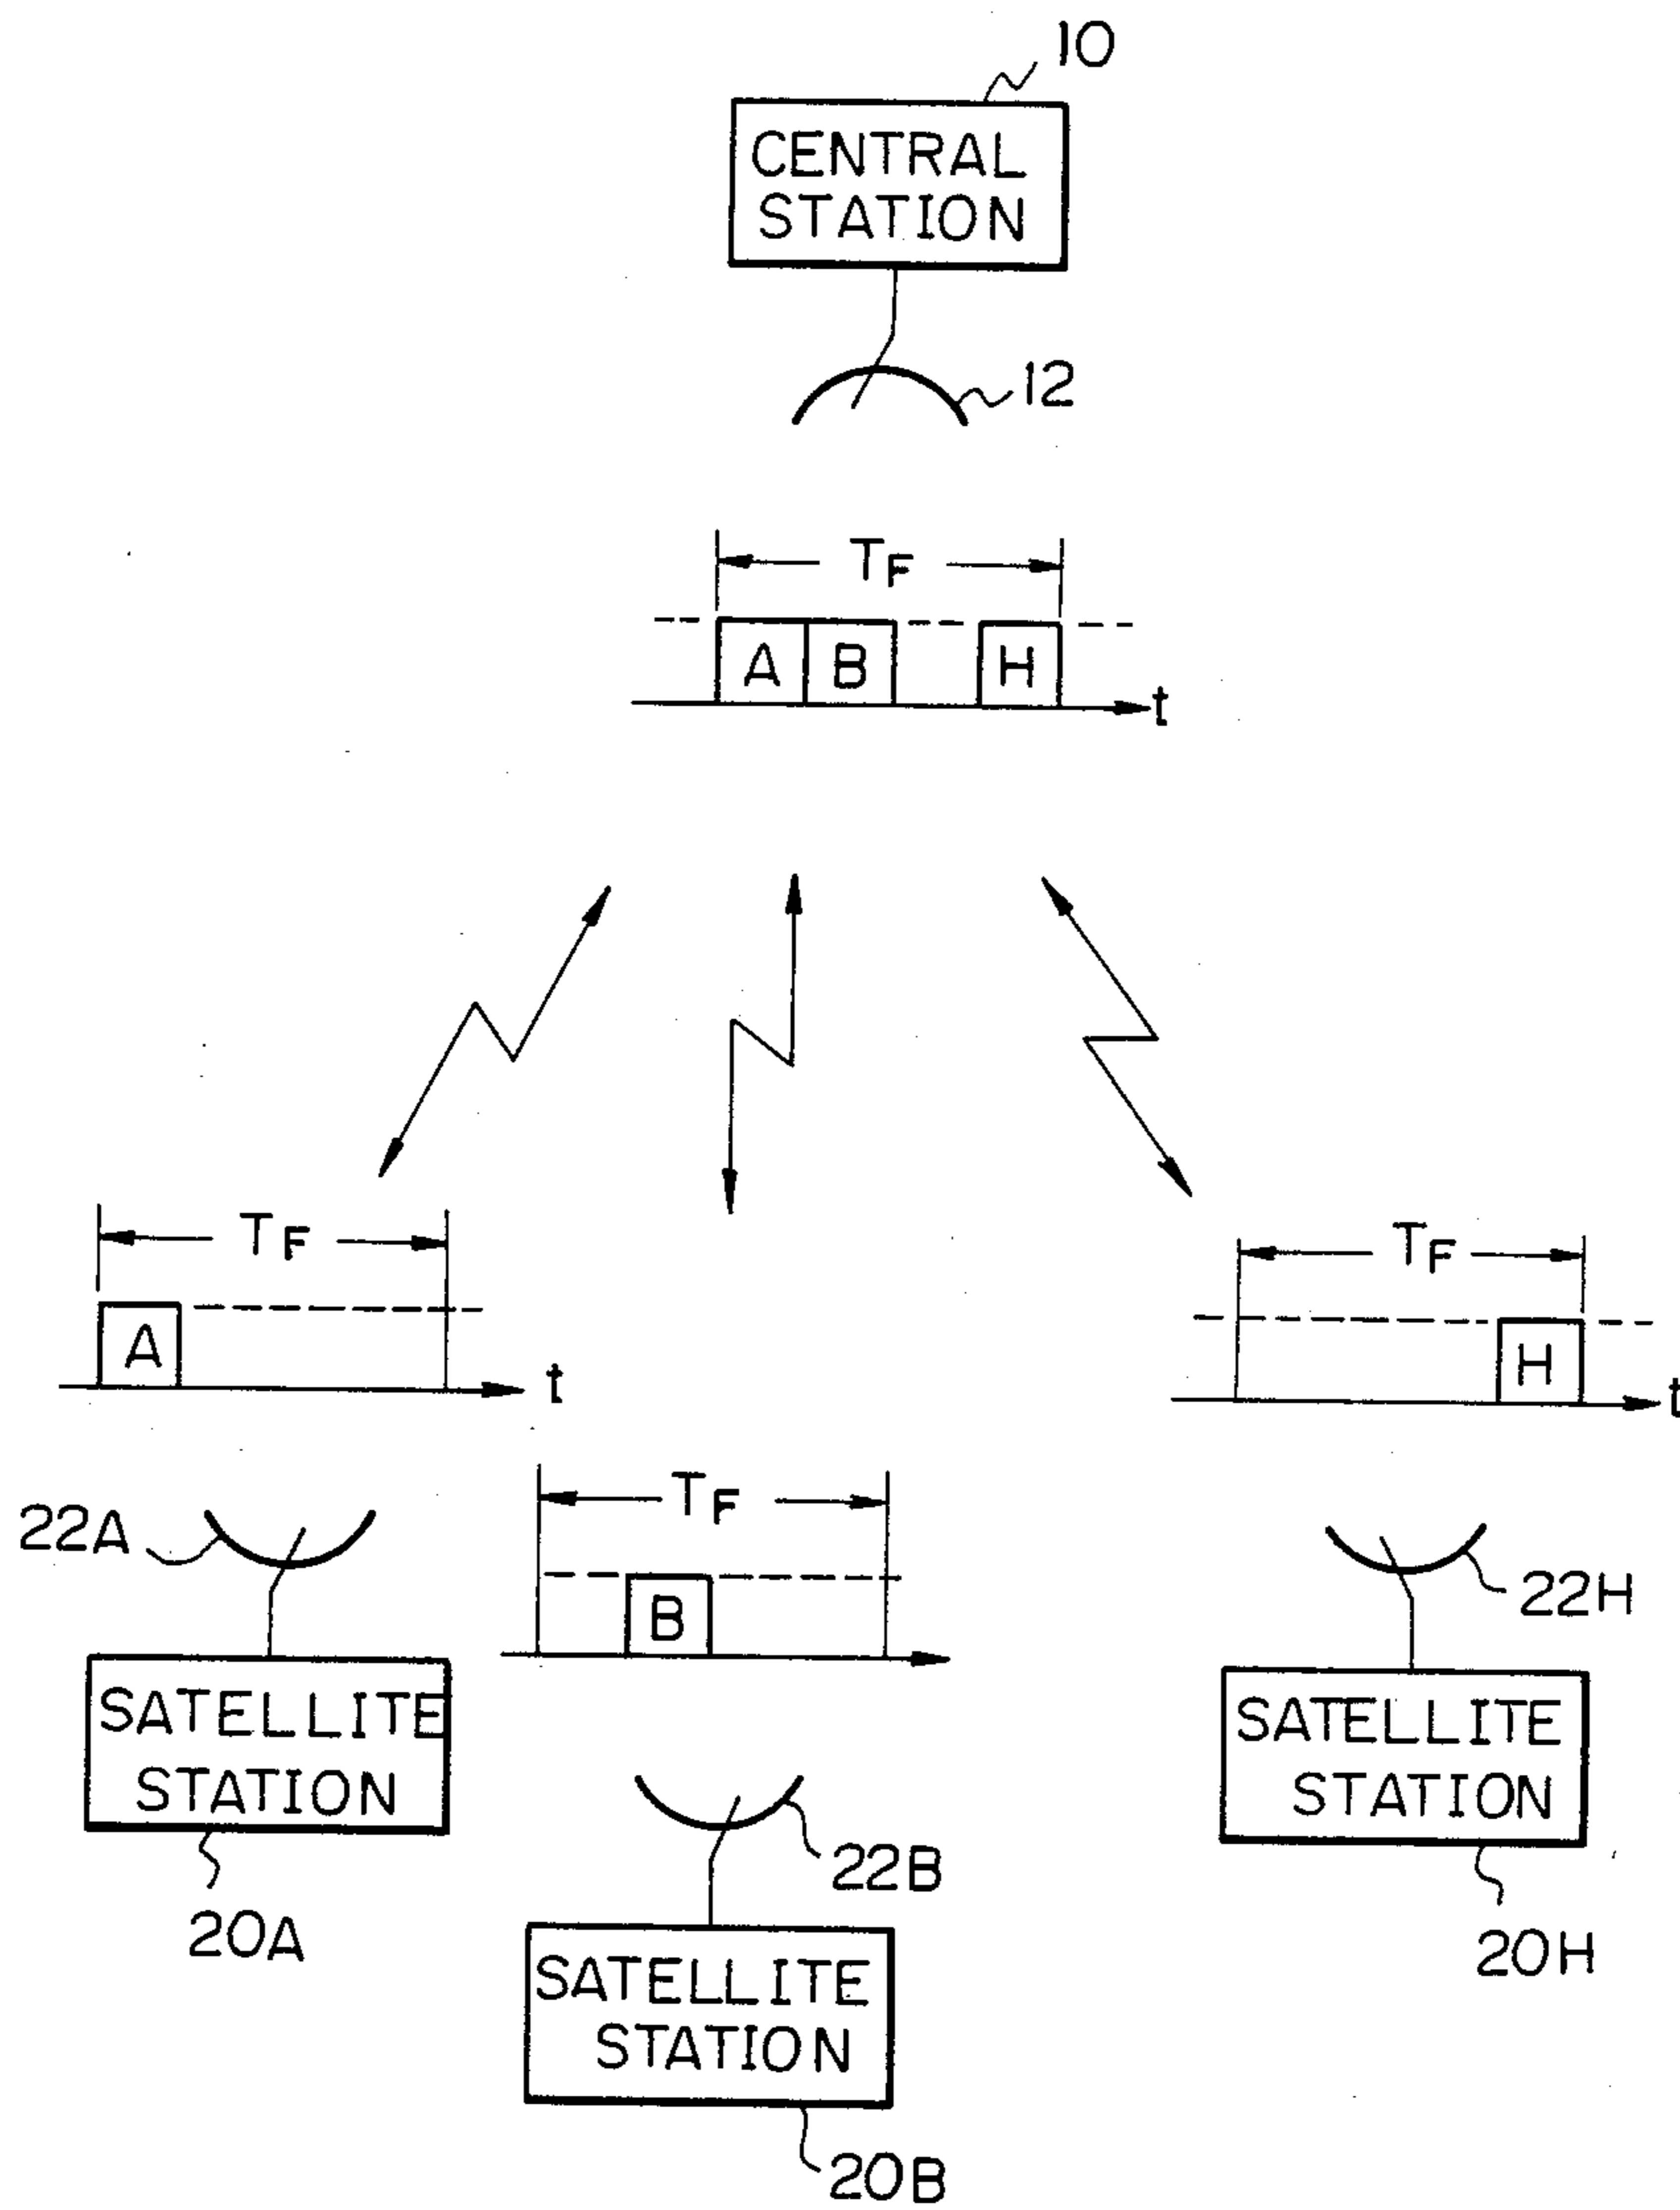 10
CENTRAL
STATION
12
TF
A B H
t
TF
TF
A
t
H
t
TF
22A
22H
B
SATELLITE
STATION
SATELLITE
STATION
22B
20A
20H
SATELLITE
STATION
20B